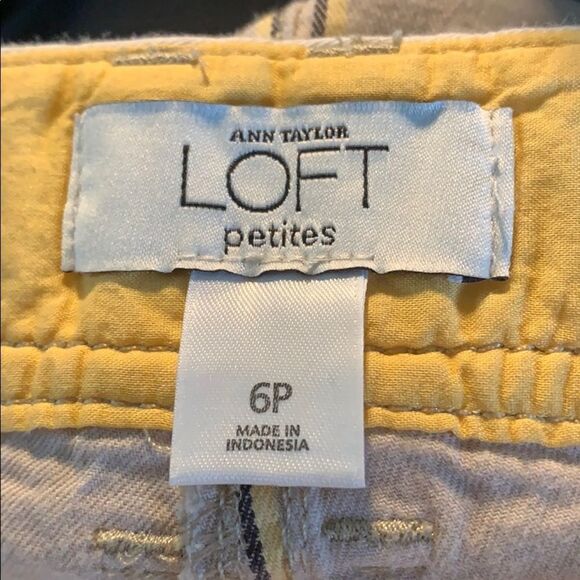 ANN TAYLOR
LOFT
petites
6P
MADE IN
INDONESIA